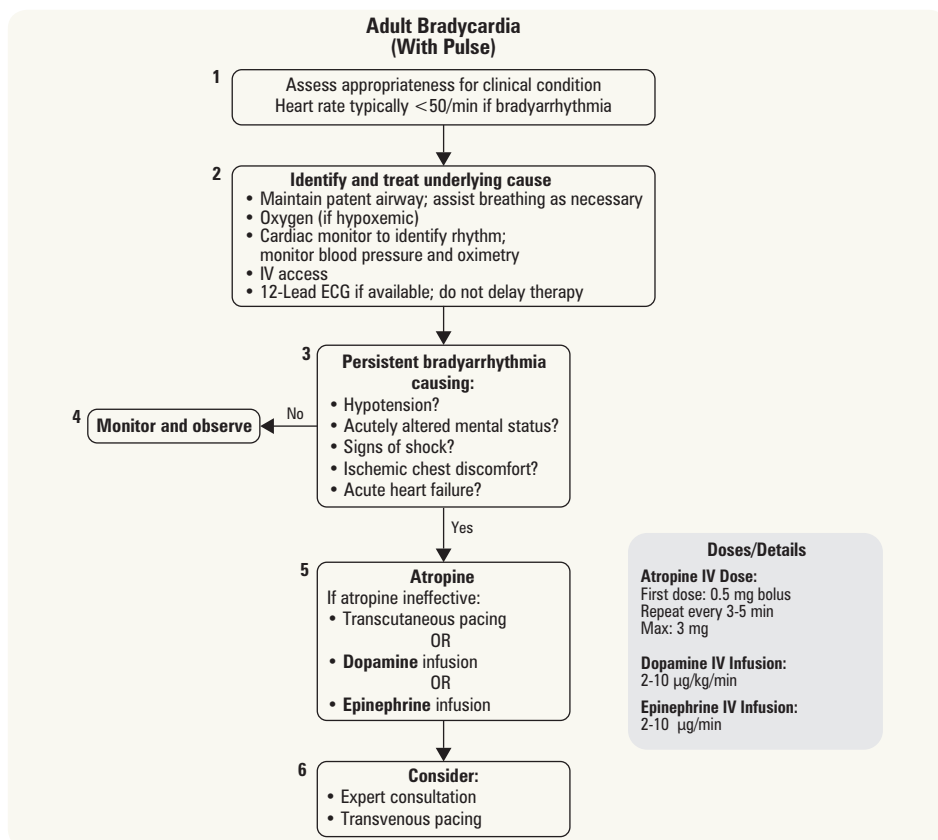 Adult Bradycardia
(With Pulse)
1
Assess appropriateness for clinical condition
Heart rate typically <50/min if bradyarrhythmia
2
Identify and treat underlying cause
• Maintain patent airway; assist breathing as necessary
• Oxygen (if hypoxemic)
• Cardiac monitor to identify rhythm;
monitor blood pressure and oximetry
• IV access
• 12-Lead ECG if available; do not delay therapy
3
Persistent bradyarrhythmia
causing:
• Hypotension?
• Acutely altered mental status?
• Signs of shock?
• Ischemic chest discomfort?
• Acute heart failure?
No
4
Monitor and observe
Yes
5
Atropine
If atropine ineffective:
• Transcutaneous pacing
OR
• Dopamine infusion
OR
• Epinephrine infusion
Doses/Details
Atropine IV Dose:
First dose: 0.5 mg bolus
Repeat every 3-5 min
Max: 3 mg
Dopamine IV Infusion:
2-10 µg/kg/min
Epinephrine IV Infusion:
2-10 µg/min
6
Consider:
• Expert consultation
• Transvenous pacing